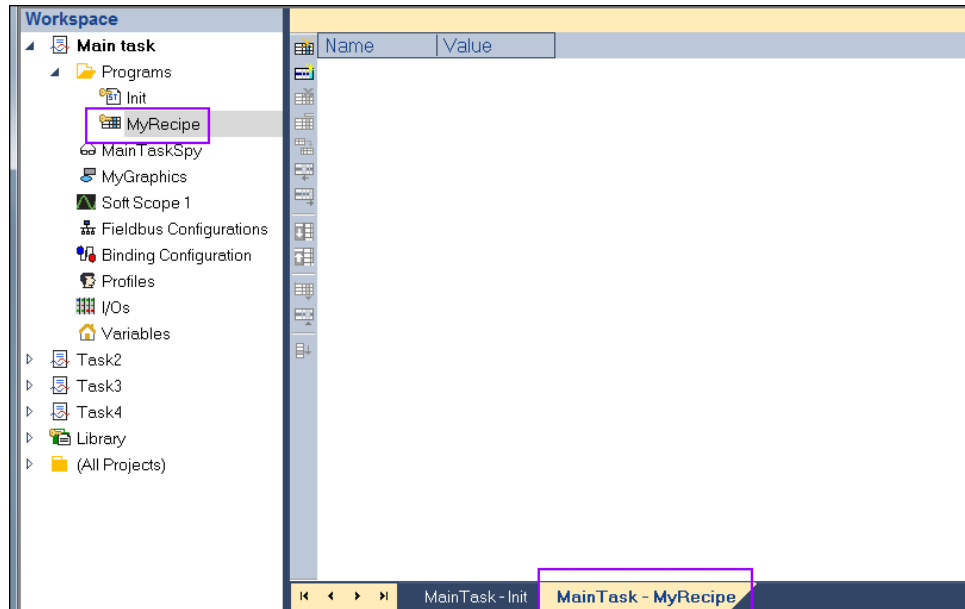 Workspace
Main task
Name Value
Programs
ST Init
MyRecipe
MainTaskSpy
MyGraphics
Soft Scope 1
Fieldbus Configurations
Binding Configuration
Profiles
I/Os
Variables
Task2
Task3
Task4
Library
(All Projects)
MainTask - Init MainTask - MyRecipe